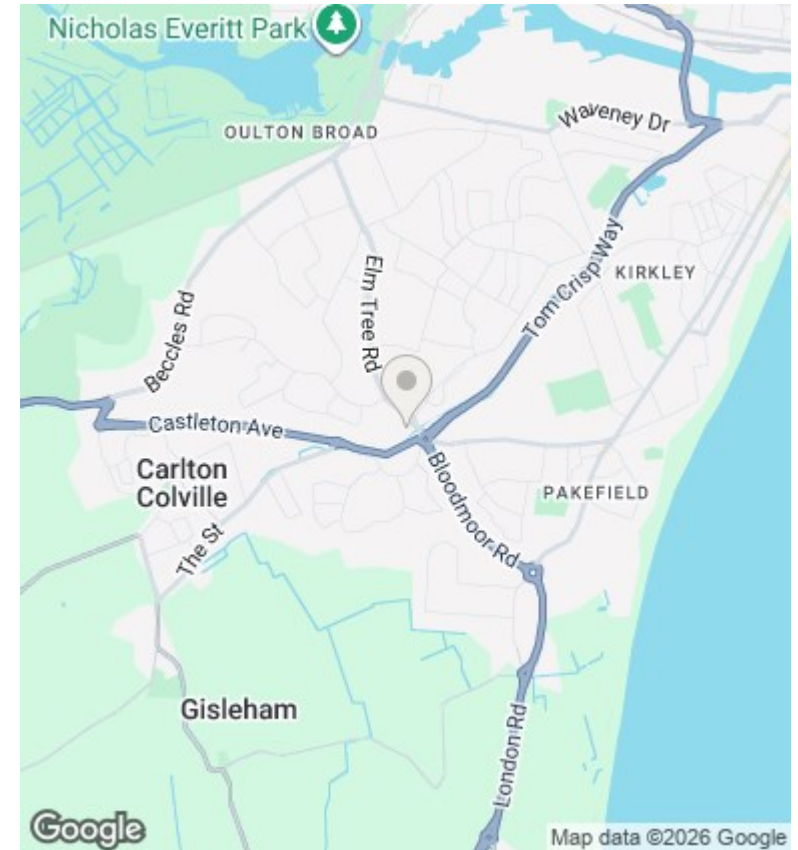 Nicholas Everitt Park
OULTON BROAD
Waveney Dr
KIRKLEY
Tom Crisp Way
Elm Tree Rd
Beccles Rd
Castleton Ave
Carlton
Colville
Bloodmoor Rd
PAKEFIELD
The St
Gisleham
London Rd
Google
Map data ©2026 Google